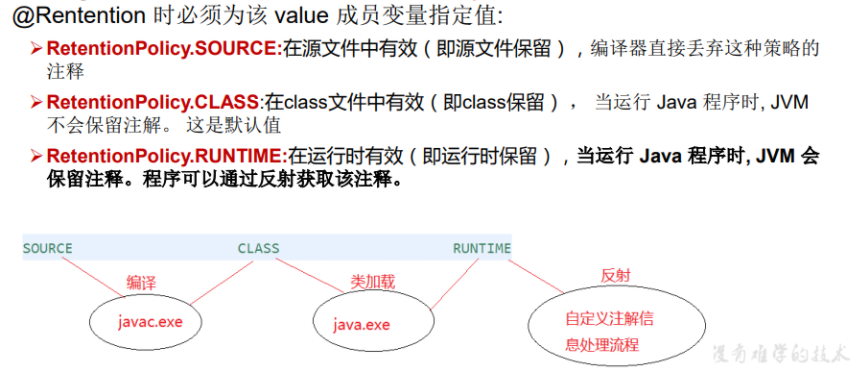 @Rentention 时必须为该 value 成员变量指定值:
➢RetentionPolicy.SOURCE:在源文件中有效（即源文件保留），编译器直接丢弃这种策略的
注释
➢RetentionPolicy.CLASS:在class文件中有效（即class保留）， 当运行 Java 程序时, JVM
不会保留注解。 这是默认值
➢RetentionPolicy.RUNTIME:在运行时有效（即运行时保留），当运行 Java 程序时, JVM 会
保留注释。程序可以通过反射获取该注释。
SOURCE CLASS RUNTIME
编译 类加载 反射
javac.exe java.exe 自定义注解信
息处理流程
没有难学的技术